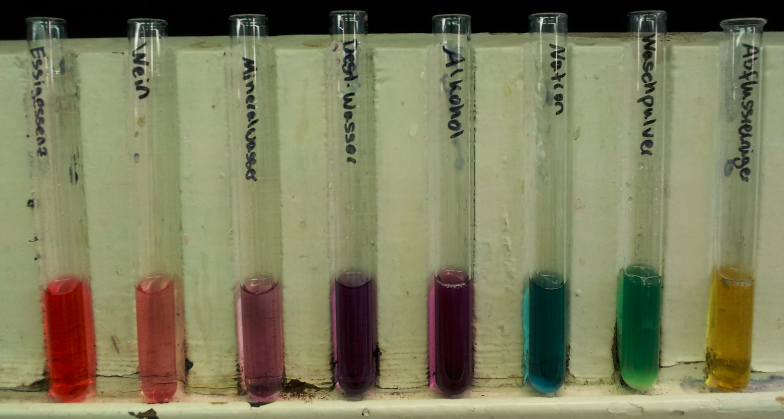 Essigessenz
Wein
Mineralwasser
Dest. Wasser
Alkohol
Natron
Waschpulver
Abflussreiniger